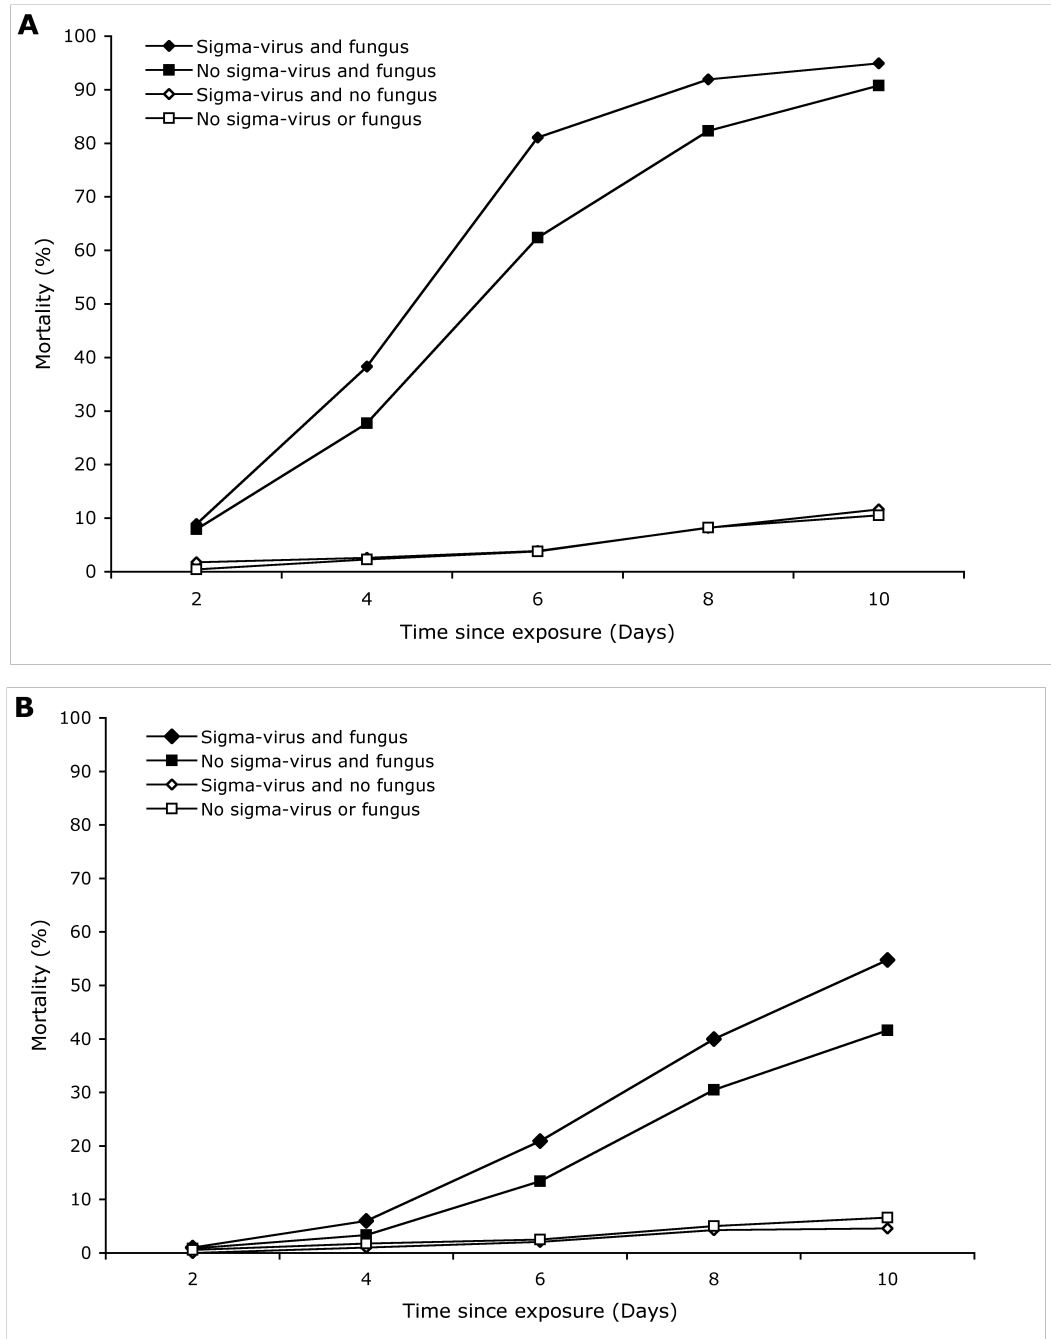 A
100
90
80
70
60
50
40
30
20
10
0
Mortality (%)
Sigma-virus and fungus
No sigma-virus and fungus
Sigma-virus and no fungus
No sigma-virus or fungus
2 4 6 8 10
Time since exposure (Days)
B
100
90
80
70
60
50
40
30
20
10
0
Mortality (%)
Sigma-virus and fungus
No sigma-virus and fungus
Sigma-virus and no fungus
No sigma-virus or fungus
2 4 6 8 10
Time since exposure (Days)